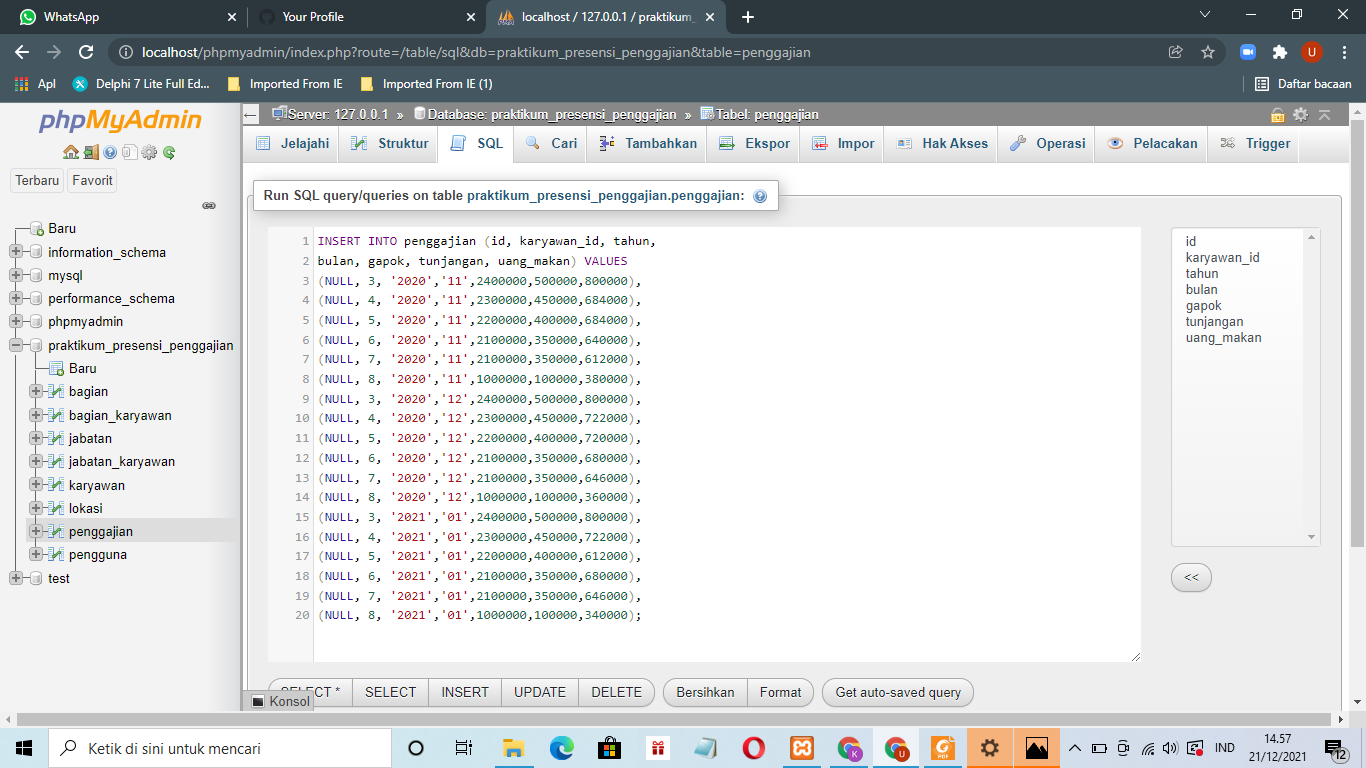 WhatsApp
Your Profile
localhost / 127.0.0.1 / praktikum_
localhost/phpmyadmin/index.php?route=/table/sql&db=praktikum_presensi_penggajian&table=penggajian
U
Apl
Delphi 7 Lite Full Ed...
Imported From IE
Imported From IE (1)
Daftar bacaan
phpMyAdmin
Terbaru
Favorit
Baru
information_schema
mysql
performance_schema
phpmyadmin
praktikum_presensi_penggajian
Baru
bagian
bagian_karyawan
jabatan
jabatan_karyawan
karyawan
lokasi
penggajian
pengguna
test
Server: 127.0.0.1 » Database: praktikum_presensi_penggajian » Tabel: penggajian
Jelajahi
Struktur
SQL
Cari
Tambahkan
Ekspor
Impor
Hak Akses
Operasi
Pelacakan
Trigger
Run SQL query/queries on table praktikum_presensi_penggajian.penggajian:
1 INSERT INTO penggajian (id, karyawan_id, tahun,
2 bulan, gapok, tunjangan, uang_makan) VALUES
3 (NULL, 3, '2020','11',2400000,500000,800000),
4 (NULL, 4, '2020','11',2300000,450000,684000),
5 (NULL, 5, '2020','11',2200000,400000,684000),
6 (NULL, 6, '2020','11',2100000,350000,640000),
7 (NULL, 7, '2020','11',2100000,350000,612000),
8 (NULL, 8, '2020','11',1000000,100000,380000),
9 (NULL, 3, '2020','12',2400000,500000,800000),
10 (NULL, 4, '2020','12',2300000,450000,722000),
11 (NULL, 5, '2020','12',2200000,400000,720000),
12 (NULL, 6, '2020','12',2100000,350000,680000),
13 (NULL, 7, '2020','12',2100000,350000,646000),
14 (NULL, 8, '2020','12',1000000,100000,360000),
15 (NULL, 3, '2021','01',2400000,500000,800000),
16 (NULL, 4, '2021','01',2300000,450000,722000),
17 (NULL, 5, '2021','01',2200000,400000,612000),
18 (NULL, 6, '2021','01',2100000,350000,680000),
19 (NULL, 7, '2021','01',2100000,350000,646000),
20 (NULL, 8, '2021','01',1000000,100000,340000);
id
karyawan_id
tahun
bulan
gapok
tunjangan
uang_makan
<<
SELECT *
SELECT
INSERT
UPDATE
DELETE
Bersihkan
Format
Get auto-saved query
Konsol
Ketik di sini untuk mencari
K
U
PDF
IND
14.57
21/12/2021
12